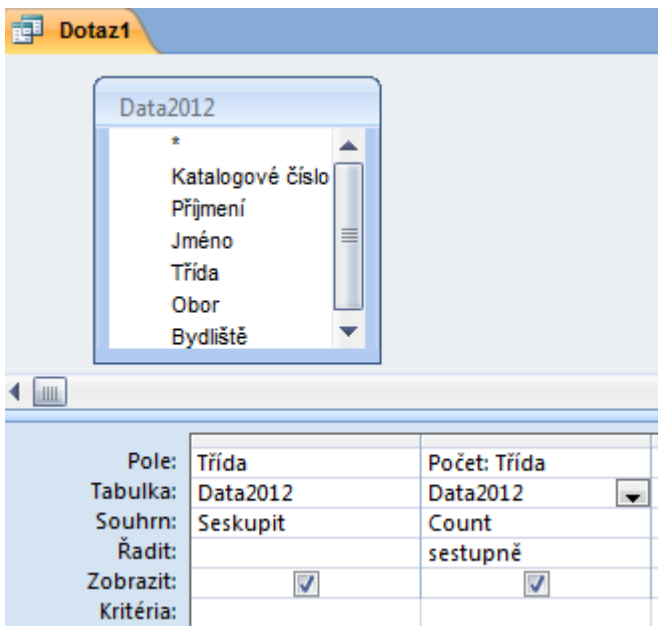 Dotaz1
Data2012
*
Katalogové číslo
Příjmení
Jméno
Třída
Obor
Bydliště
Pole: Třída Počet: Třída
Tabulka: Data2012 Data2012
Souhrn: Seskupit Count
Řadit: sestupně
Zobrazit:
Kritéria: